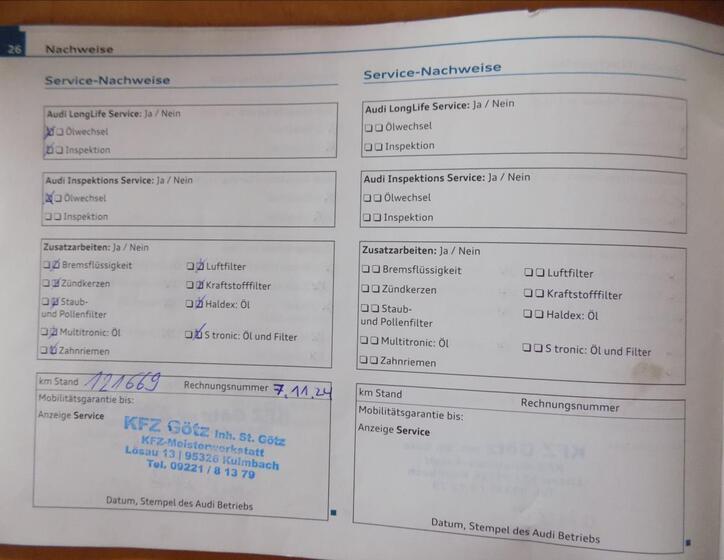 26 Nachweise
Service-Nachweise
Audi LongLife Service: Ja / Nein
Ölwechsel
Inspektion
Audi Inspektions Service: Ja / Nein
Ölwechsel
Inspektion
Zusatzarbeiten: Ja / Nein
Bremsflüssigkeit Luftfilter
Zündkerzen Kraftstofffilter
Staub- Haldex: Öl
und Pollenfilter
Multitronic: Öl S tronic: Öl und Filter
Zahnriemen
km Stand 121669 Rechnungsnummer 7.11.24
Mobilitätsgarantie bis:
Anzeige Service
KFZ Götz Inh. St. Götz
KFZ-Meisterwerkstatt
Lösau 13 | 95326 Kulmbach
Tel. 09221 / 8 13 79
Datum, Stempel des Audi Betriebs
Service-Nachweise
Audi LongLife Service: Ja / Nein
Ölwechsel
Inspektion
Audi Inspektions Service: Ja / Nein
Ölwechsel
Inspektion
Zusatzarbeiten: Ja / Nein
Bremsflüssigkeit Luftfilter
Zündkerzen Kraftstofffilter
Staub- Haldex: Öl
und Pollenfilter
Multitronic: Öl S tronic: Öl und Filter
Zahnriemen
km Stand Rechnungsnummer
Mobilitätsgarantie bis:
Anzeige Service
Datum, Stempel des Audi Betriebs